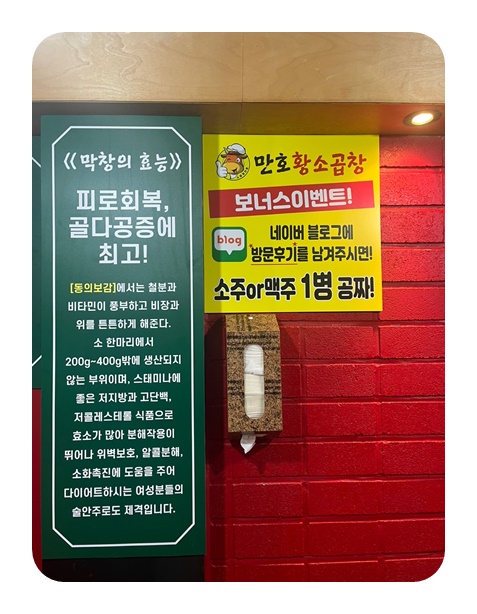 《막창의 효능》
피로회복,
골다공증에
최고!
[동의보감]에서는 철분과
비타민이 풍부하고 비장과
위를 튼튼하게 해준다.
소 한마리에서
200g~400g밖에 생산되지
않는 부위이며, 스태미나에
좋은 저지방과 고단백,
저콜레스테롤 식품으로
효소가 많아 분해작용이
뛰어나 위벽보호, 알콜분해,
소화촉진에 도움을 주어
다이어트하시는 여성분들의
술안주로도 제격입니다.
만호황소곱창
보너스이벤트!
blog
네이버 블로그에
방문후기를 남겨주시면!
소주or맥주 1병 공짜!